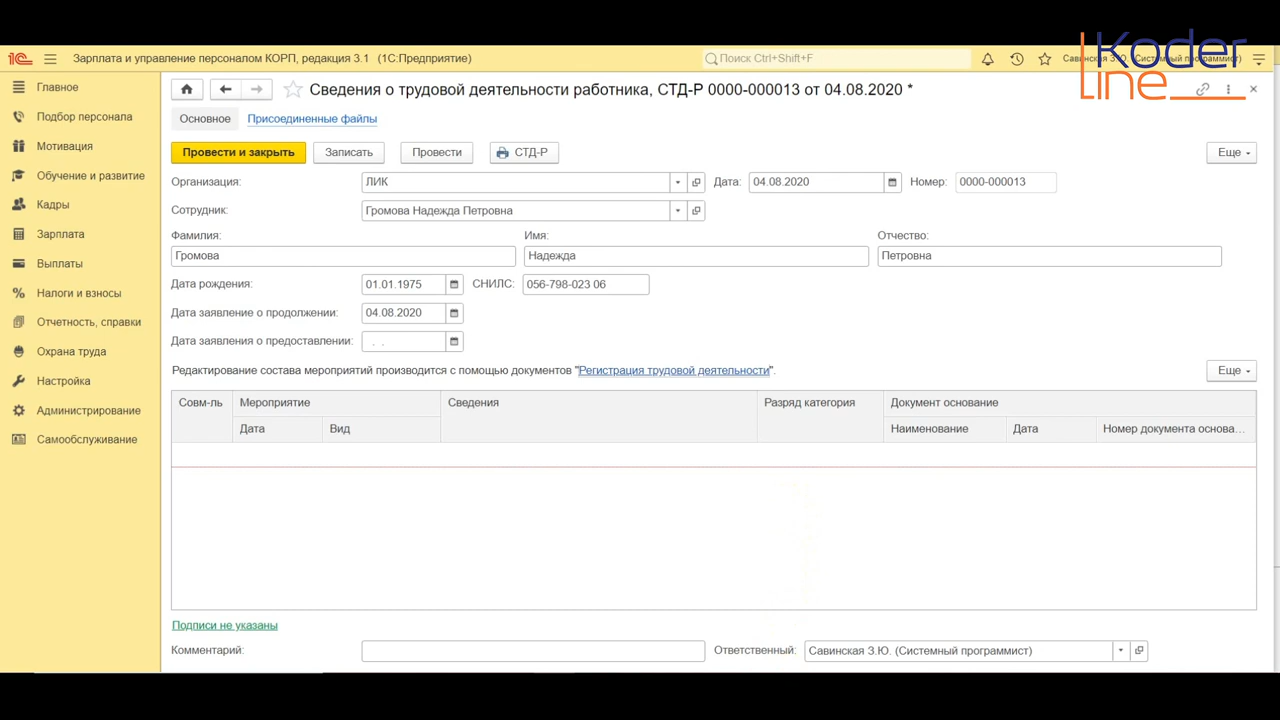 Koder
line
1С Зарплата и управление персоналом КОРП, редакция 3.1 (1С:Предприятие)
Поиск Ctrl+Shift+F
Главное
Подбор персонала
Мотивация
Обучение и развитие
Кадры
Зарплата
Выплаты
Налоги и взносы
Отчетность, справки
Охрана труда
Настройка
Администрирование
Самообслуживание
Сведения о трудовой деятельности работника, СТД-Р 0000-000013 от 04.08.2020 *
Основное Присоединенные файлы
Провести и закрыть Записать Провести СТД-Р Еще
Организация: ЛИК Дата: 04.08.2020 Номер: 0000-000013
Сотрудник: Громова Надежда Петровна
Фамилия: Имя: Отчество:
Громова Надежда Петровна
Дата рождения: 01.01.1975 СНИЛС: 056-798-023 06
Дата заявление о продолжении: 04.08.2020
Дата заявления о предоставлении: . .
Редактирование состава мероприятий производится с помощью документов "Регистрация трудовой деятельности". Еще
Совм-ль Мероприятие Сведения Разряд категория Документ основание
Дата Вид Наименование Дата Номер документа основа...
Подписи не указаны
Комментарий: Ответственный: Савинская З.Ю. (Системный программист)